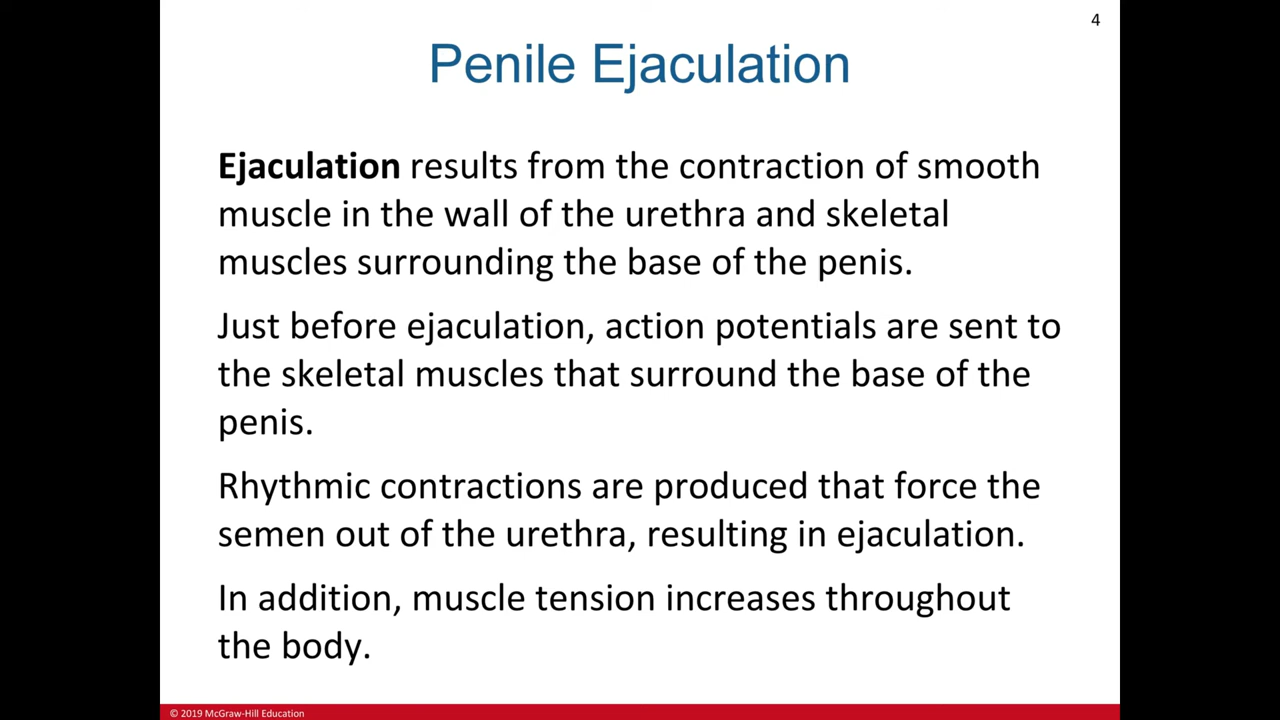 4
Penile Ejaculation
Ejaculation results from the contraction of smooth
muscle in the wall of the urethra and skeletal
muscles surrounding the base of the penis.
Just before ejaculation, action potentials are sent to
the skeletal muscles that surround the base of the
penis.
Rhythmic contractions are produced that force the
semen out of the urethra, resulting in ejaculation.
In addition, muscle tension increases throughout
the body.
© 2019 McGraw-Hill Education